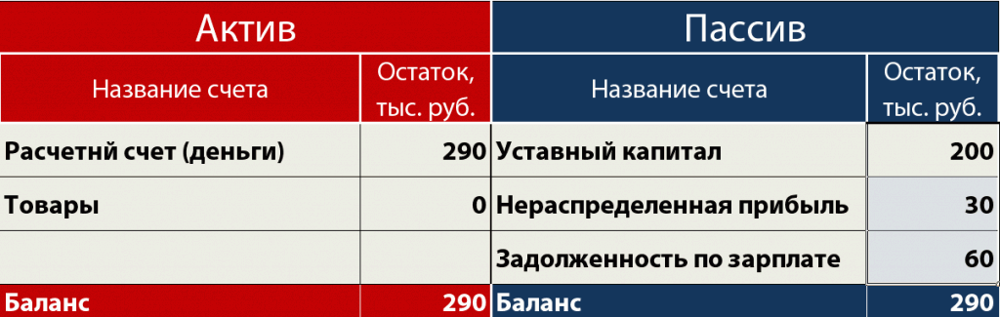 Актив Пассив
Название счета Остаток, тыс. руб. Название счета Остаток, тыс. руб.
Расчетнй счет (деньги) 290 Уставный капитал 200
Товары 0 Нераспределенная прибыль 30
Задолженность по зарплате 60
Баланс 290 Баланс 290